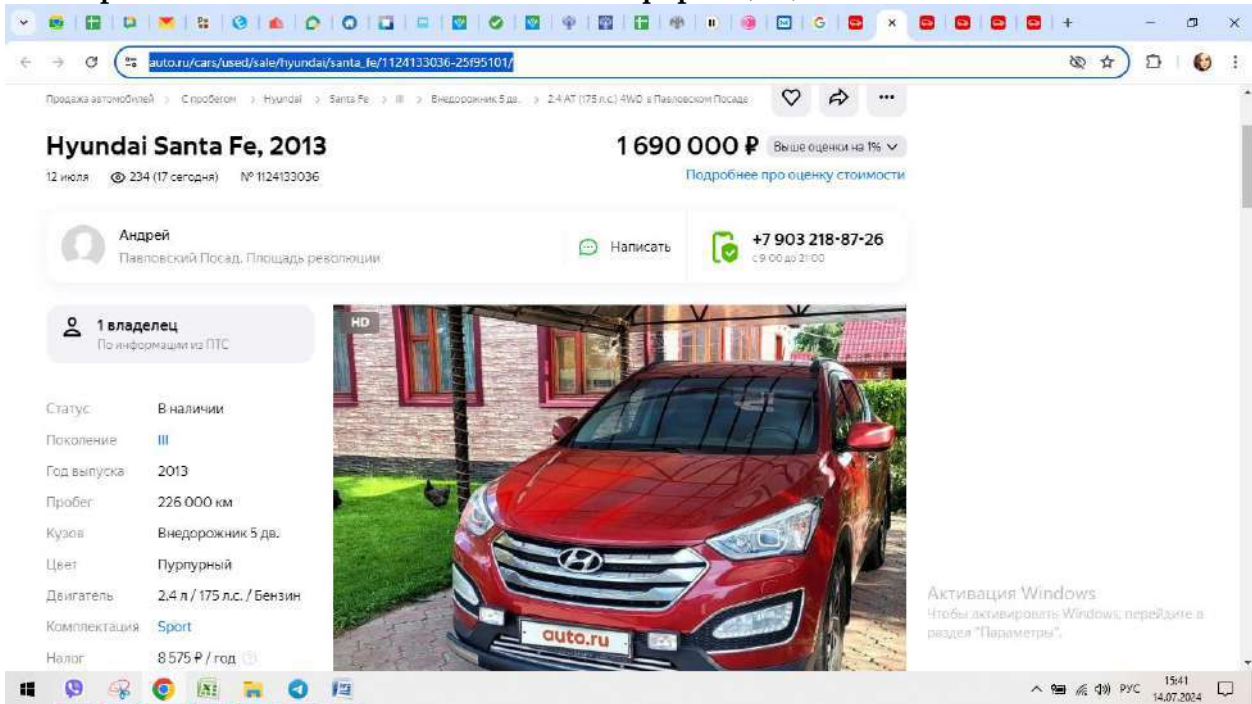 auto.ru/cars/used/sale/hyundai/santa_fe/1124133036-25f95101/
Продажа автомобилей > С пробегом > Hyundai > Santa Fe > III > Внедорожник 5 дв. > 2.4 AT (175 л.с.) 4WD в Павловском Посаде
Hyundai Santa Fe, 2013
1 690 000 ₽ Выше оценки на 1%
12 июля 234 (17 сегодня) № 1124133036
Подробнее про оценку стоимости
Андрей
Павловский Посад, Площадь революции
Написать
+7 903 218-87-26
с 9:00 до 21:00
1 владелец
По информации из ПТС
HD
Статус В наличии
Поколение III
Год выпуска 2013
Пробег 226 000 км
Кузов Внедорожник 5 дв.
Цвет Пурпурный
Двигатель 2.4 л / 175 л.с. / Бензин
Комплектация Sport
Налог 8 575 ₽ / год
auto.ru
Активация Windows
Чтобы активировать Windows, перейдите в
раздел "Параметры".
РУС
15:41
14.07.2024